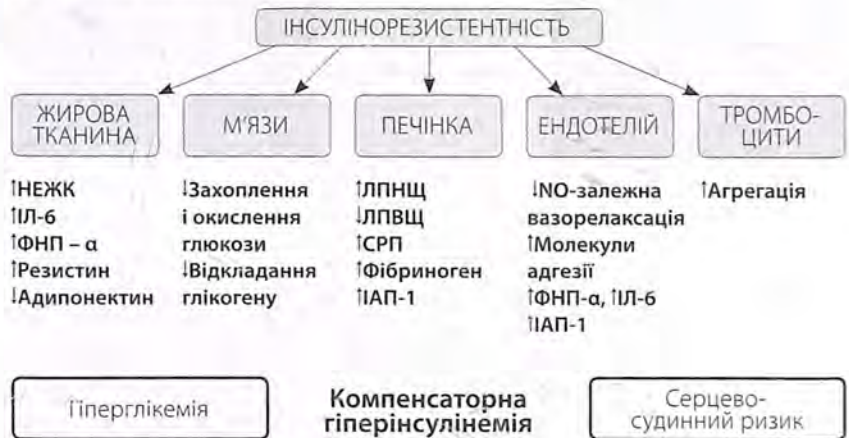 ІНСУЛІНОРЕЗИСТЕНТНІСТЬ
ЖИРОВА
ТКАНИНА
М'ЯЗИ
ПЕЧІНКА
ЕНДОТЕЛІЙ
ТРОМБО-
ЦИТИ
↑НЕЖК
↑ІЛ-6
↑ФНП – α
↑Резистин
↓Адипонектин
↓Захоплення
і окислення
глюкози
↓Відкладання
глікогену
↑ЛПНЩ
↓ЛПВЩ
↑СРП
↑Фібриноген
↑ІАП-1
↓NO-залежна
вазорелаксація
↑Молекули
адгезії
↑ФНП-α, ↑ІЛ-6
↑ІАП-1
↑Агрегація
Гіперглікемія
Компенсаторна
гіперінсулінемія
Серцево-
судинний ризик